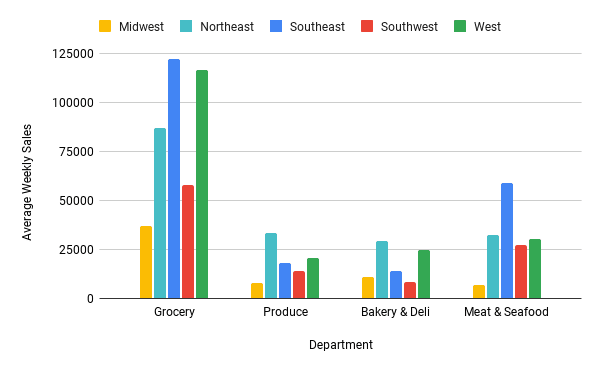 Midwest Northeast Southeast Southwest West
125000
100000
75000
50000
25000
0
Average Weekly Sales
Grocery Produce Bakery & Deli Meat & Seafood
Department